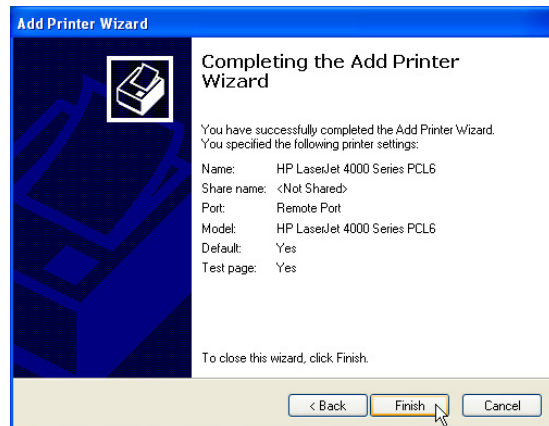 Add Printer Wizard
Completing the Add Printer
Wizard
You have successfully completed the Add Printer Wizard.
You specified the following printer settings:
Name: HP LaserJet 4000 Series PCL6
Share name: <Not Shared>
Port: Remote Port
Model: HP LaserJet 4000 Series PCL6
Default: Yes
Test page: Yes
To close this wizard, click Finish.
< Back Finish Cancel